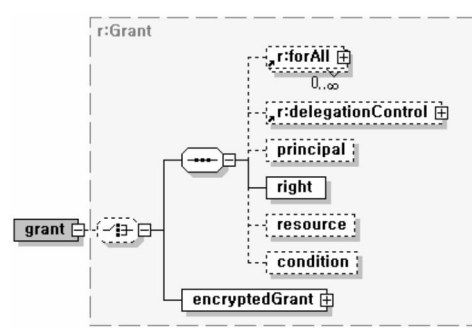 r:Grant
r:forAll
0..∞
r:delegationControl
principal
right
grant
resource
condition
encryptedGrant